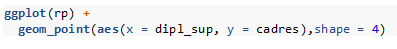 ggplot(rp) +
  geom_point(aes(x = dipl_sup, y = cadres),shape = 4)